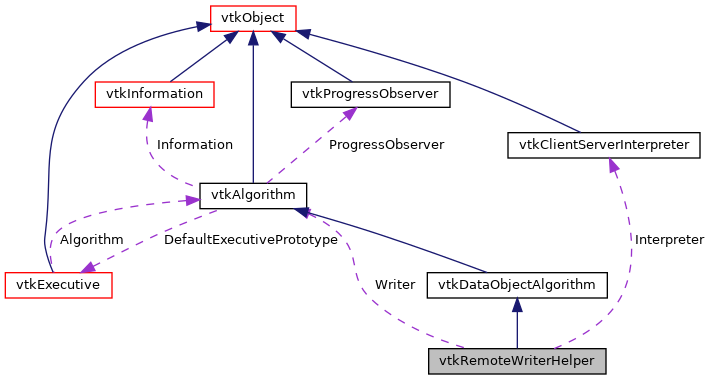 vtkObject
vtkInformation
vtkProgressObserver
Information
ProgressObserver
vtkClientServerInterpreter
vtkAlgorithm
Algorithm
DefaultExecutivePrototype
Interpreter
vtkExecutive
Writer
vtkDataObjectAlgorithm
vtkRemoteWriterHelper